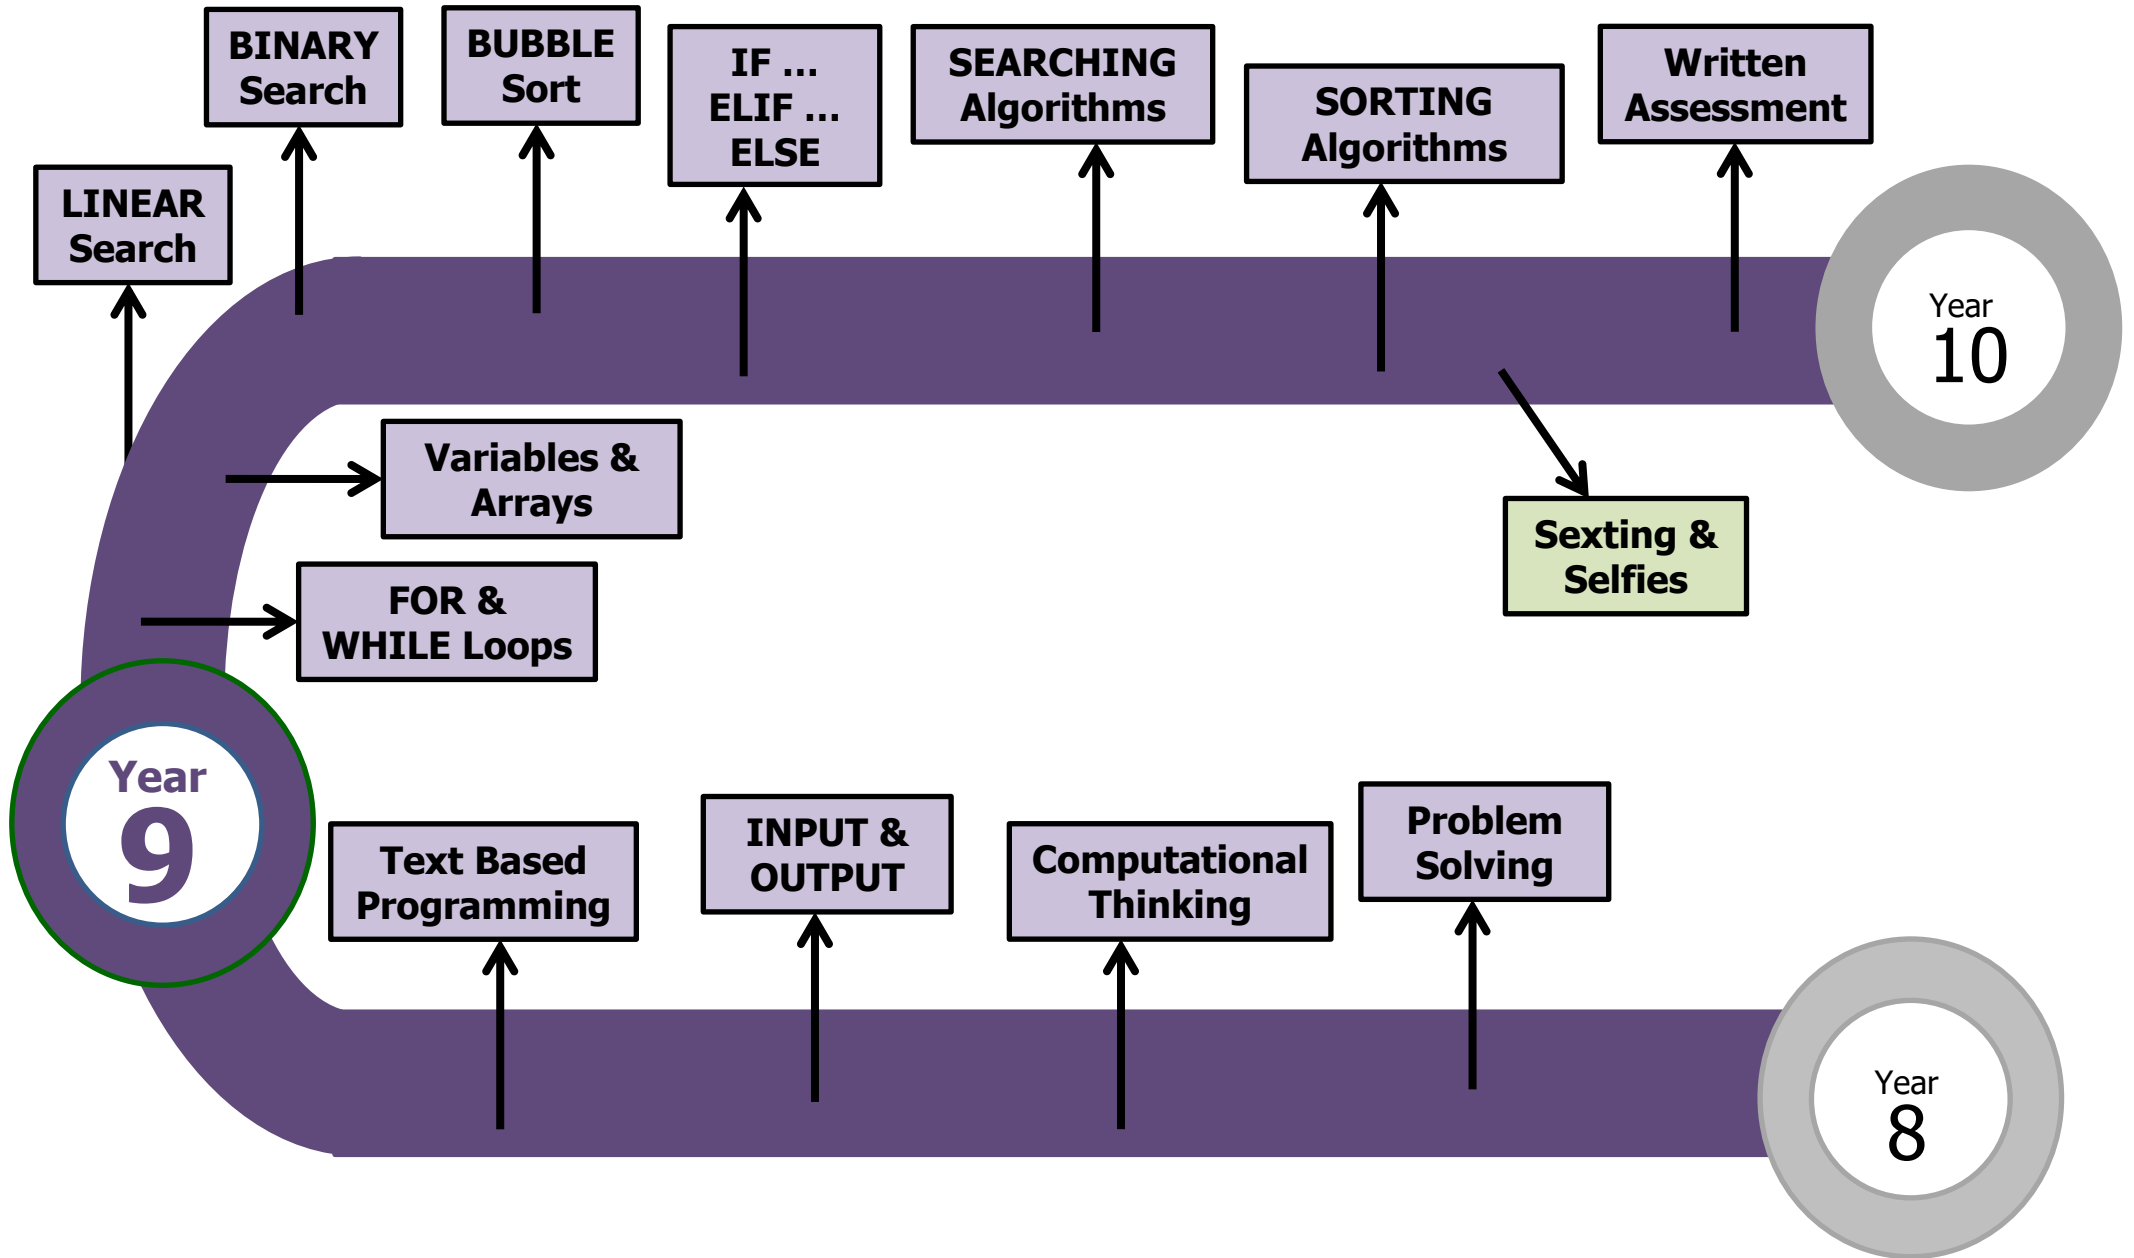 BINARY
Search
BUBBLE
Sort
IF ...
ELIF ...
ELSE
SEARCHING
Algorithms
SORTING
Algorithms
Written
Assessment
LINEAR
Search
Year
10
Variables &
Arrays
Sexting &
Selfies
FOR &
WHILE Loops
Year
9
Text Based
Programming
INPUT &
OUTPUT
Computational
Thinking
Problem
Solving
Year
8